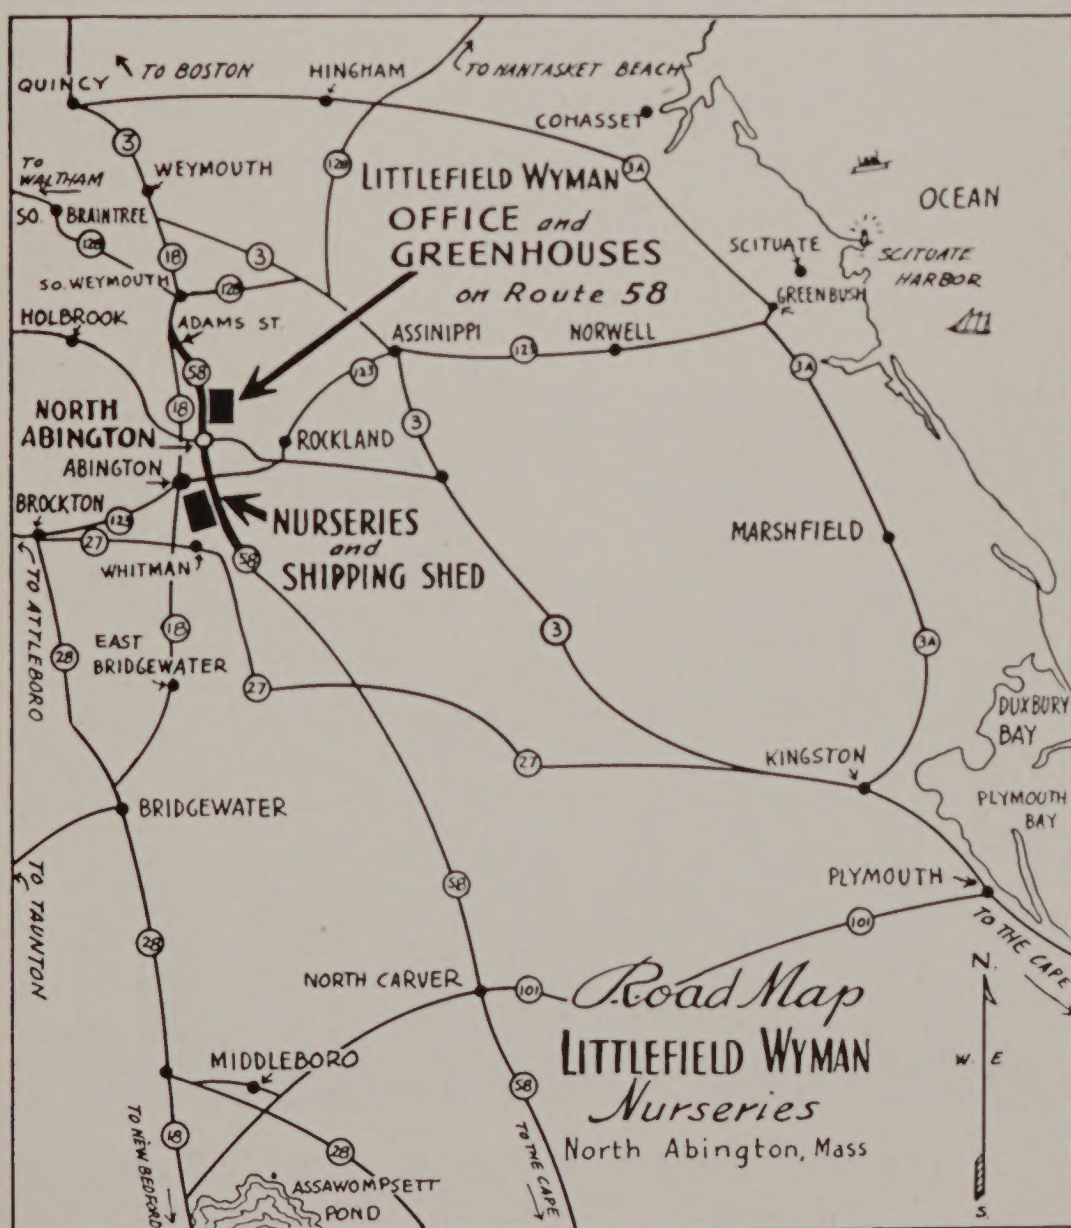 QUINCY
TO BOSTON
HINGHAM
TO NANTASKET BEACH
COHASSET
3
128
3A
TO
WALTHAM
WEYMOUTH
SO. BRAINTREE
128
18
3
128
SO. WEYMOUTH
LITTLEFIELD WYMAN
OFFICE and
GREENHOUSES
on Route 58
OCEAN
SCITUATE
SCITUATE
HARBOR
GREENBUSH
HOLBROOK
ADAMS ST.
ASSINIPPI
NORWELL
123
123
3A
58
18
3
NORTH
ABINGTON
ROCKLAND
ABINGTON
BROCKTON
123
27
WHITMAN
58
NURSERIES
and
SHIPPING SHED
MARSHFIELD
TO ATTLEBORO
28
18
EAST
BRIDGEWATER
27
3
3A
27
DUXBURY
BAY
KINGSTON
PLYMOUTH
BAY
BRIDGEWATER
TO TAUNTON
58
PLYMOUTH
101
TO THE CAPE
28
NORTH CARVER
101
Road Map
LITTLEFIELD WYMAN
Nurseries
North Abington, Mass
N.
W. E
S
MIDDLEBORO
58
TO THE CAPE
TO NEW BEDFORD
18
28
ASSAWOMPSETT
POND